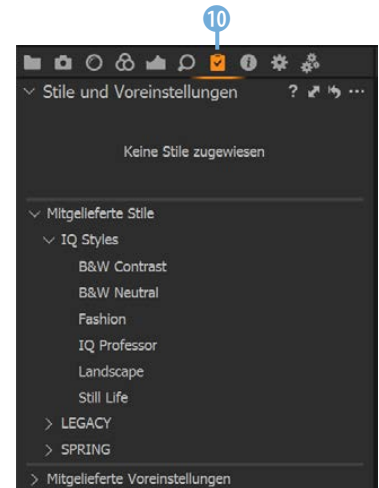 10
Stile und Voreinstellungen ? ...
Keine Stile zugewiesen
Mitgelieferte Stile
IQ Styles
B&W Contrast
B&W Neutral
Fashion
IQ Professor
Landscape
Still Life
> LEGACY
> SPRING
> Mitgelieferte Voreinstellungen